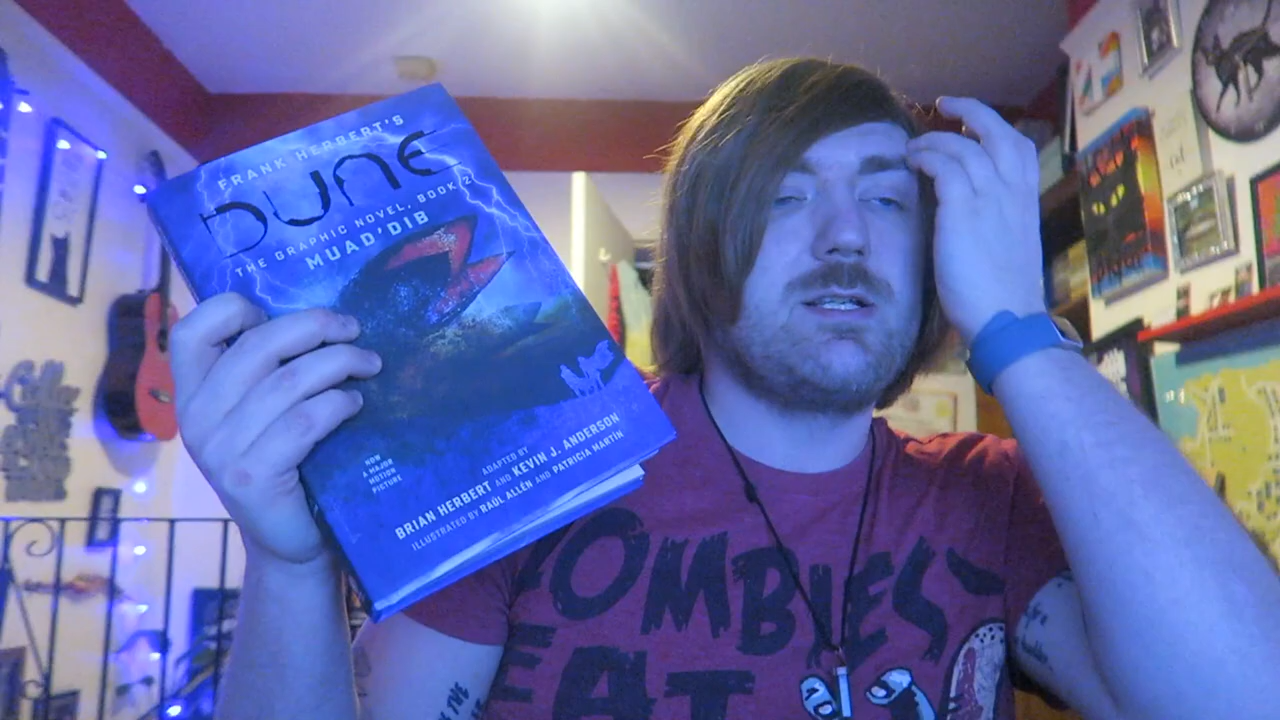 FRANK HERBERT'S
DUNE
THE GRAPHIC NOVEL, BOOK 2
MUAD'DIB
NOW
A MAJOR
MOTION
PICTURE
ADAPTED BY
BRIAN HERBERT AND KEVIN J. ANDERSON
ILLUSTRATED BY RAÚL ALLÉN AND PATRICIA MARTÍN
ZOMBIES
EAT